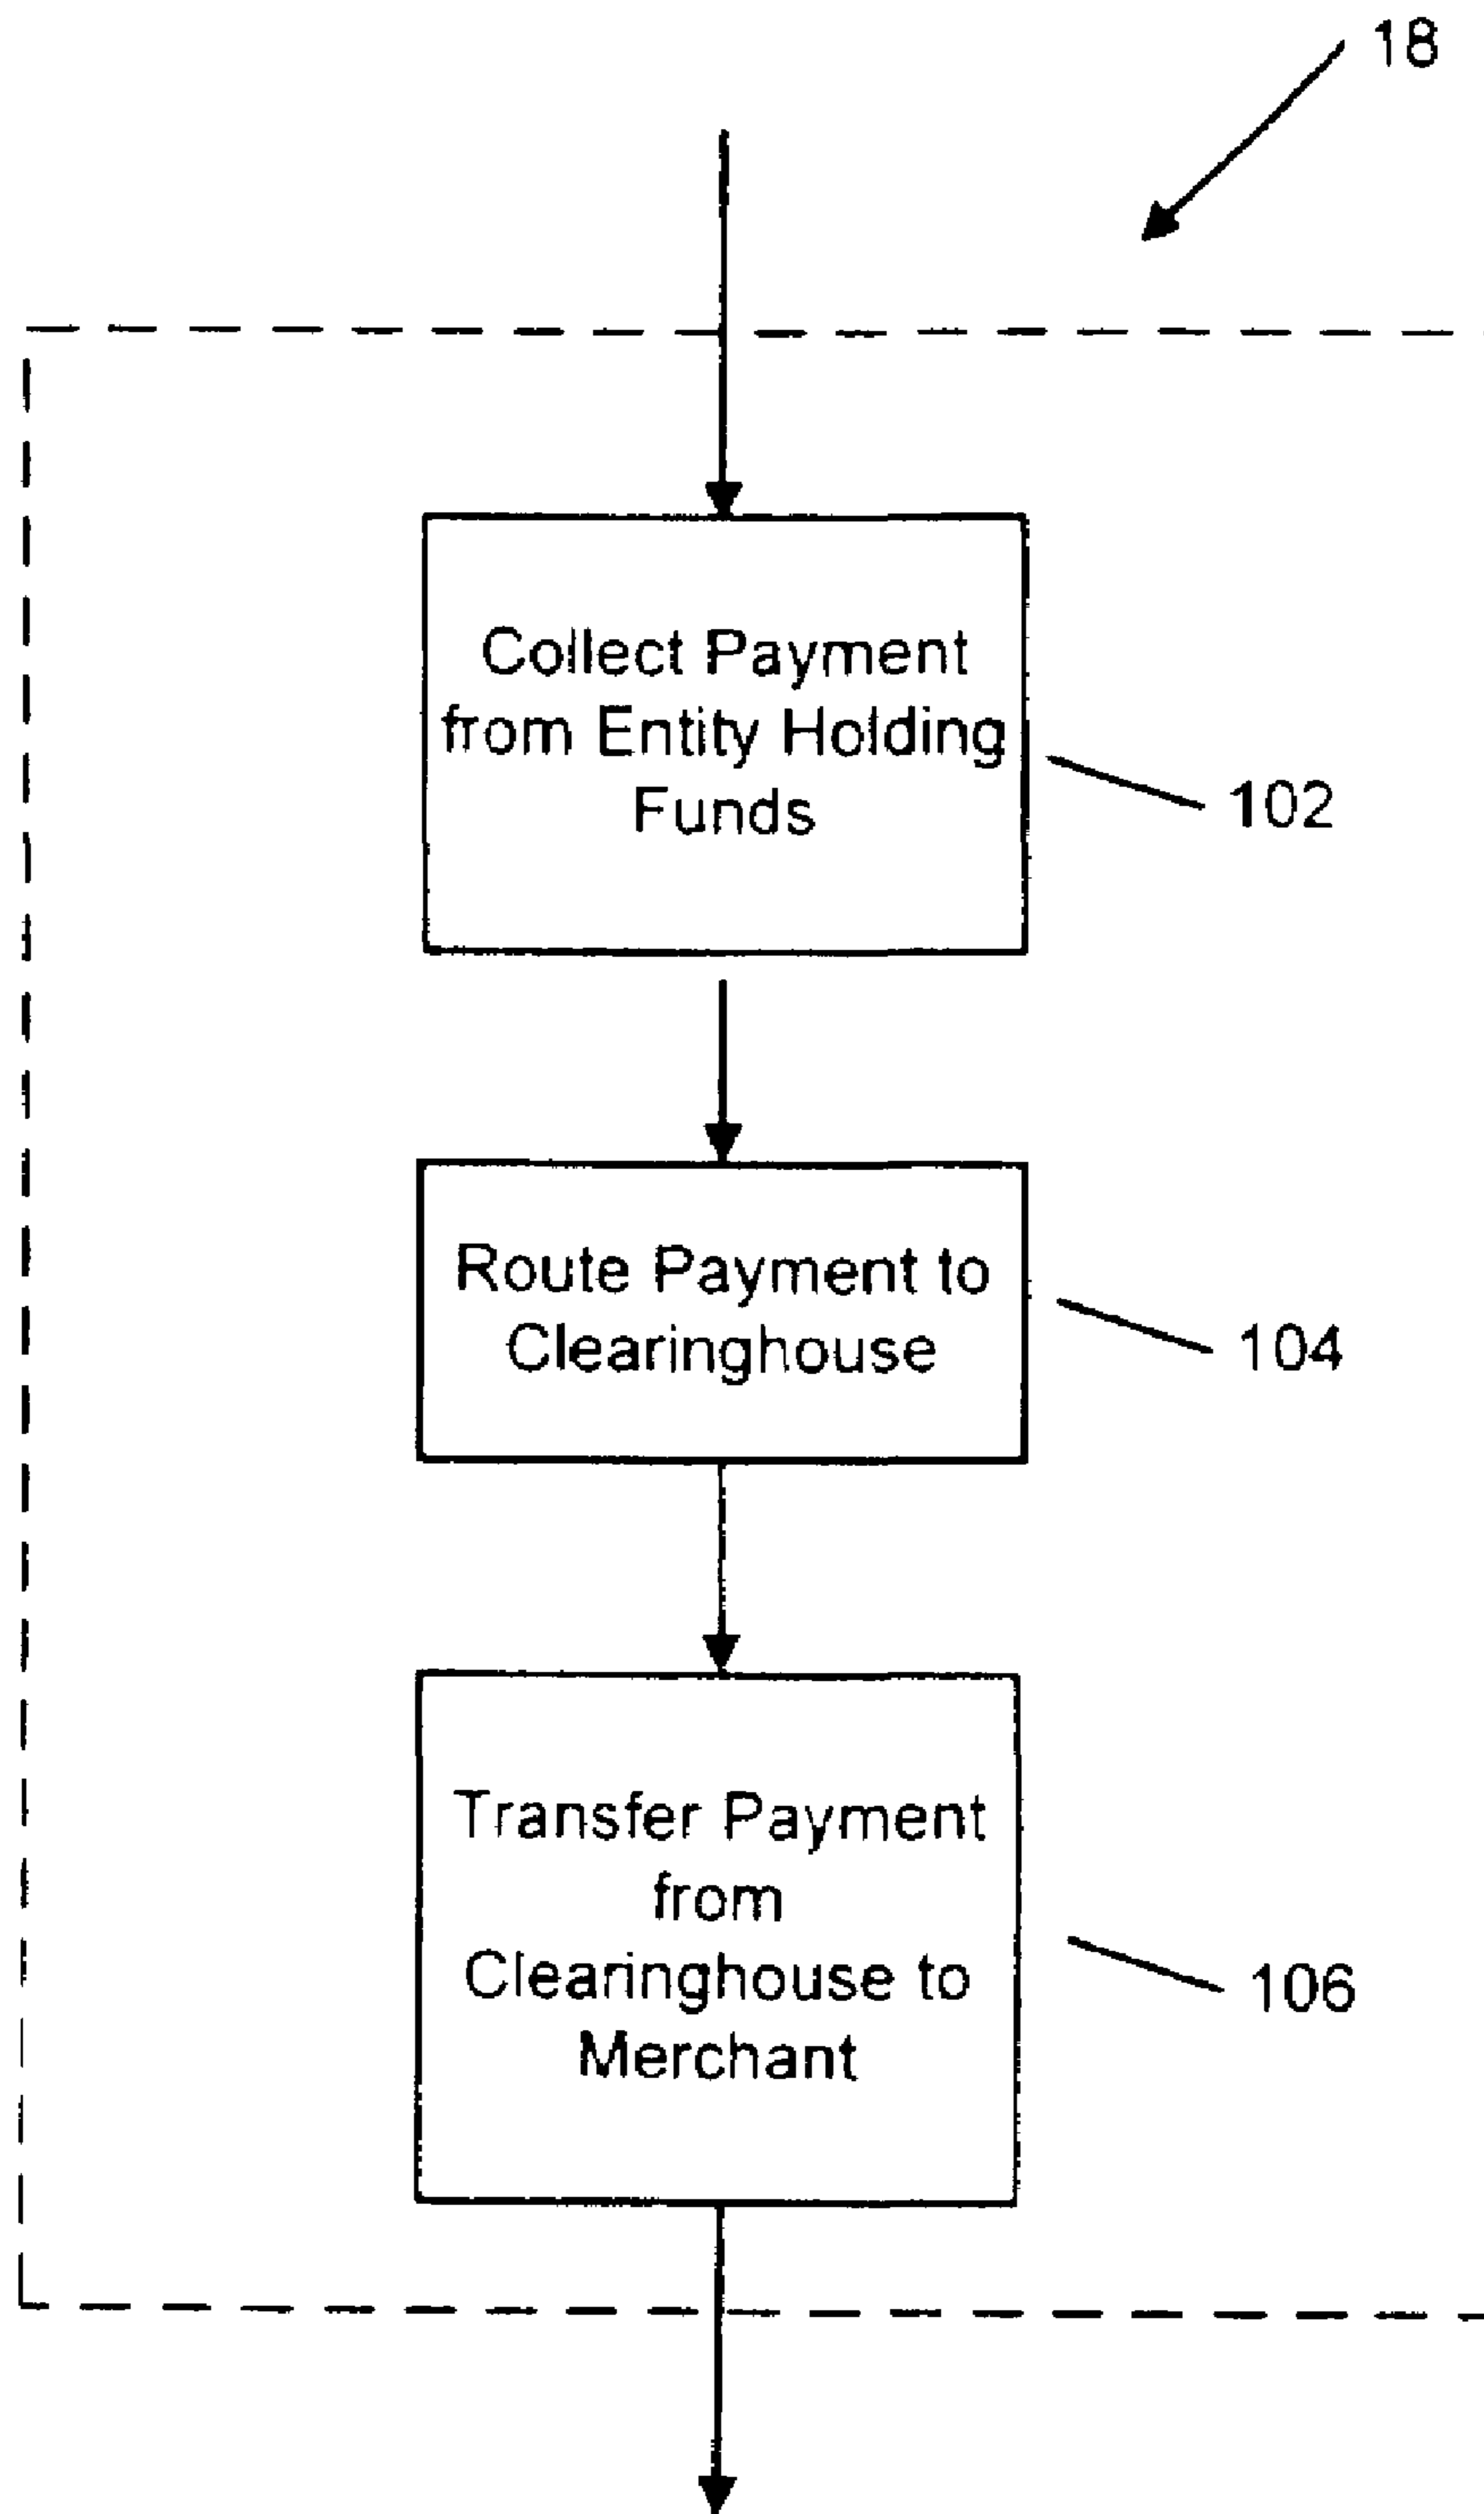 18
Collect Payment
from Entity Holding
Funds
102
Route Payment to
Clearinghouse
104
Transfer Payment
from
Clearinghouse to
Merchant
106